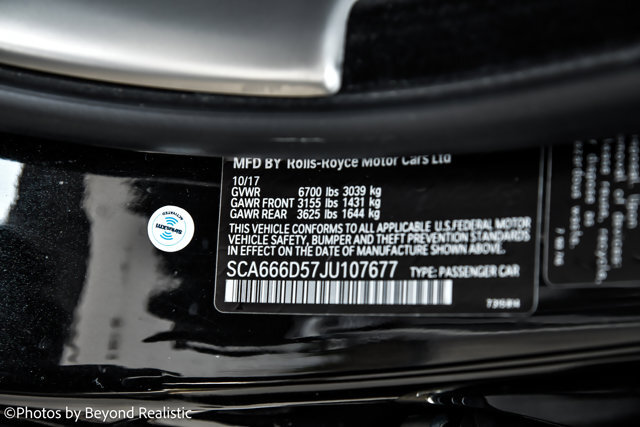 MFD BY Rolls-Royce Motor Cars Ltd
10/17
GVWR 6700 lbs 3039 kg
GAWR FRONT 3155 lbs 1431 kg
GAWR REAR 3625 lbs 1644 kg
THIS VEHICLE CONFORMS TO ALL APPLICABLE U.S.FEDERAL MOTOR
VEHICLE SAFETY, BUMPER AND THEFT PREVENTION STANDARDS
IN EFFECT ON THE DATE OF MANUFACTURE SHOWN ABOVE.
SCA666D57JU107677 TYPE: PASSENGER CAR
©Photos by Beyond Realistic